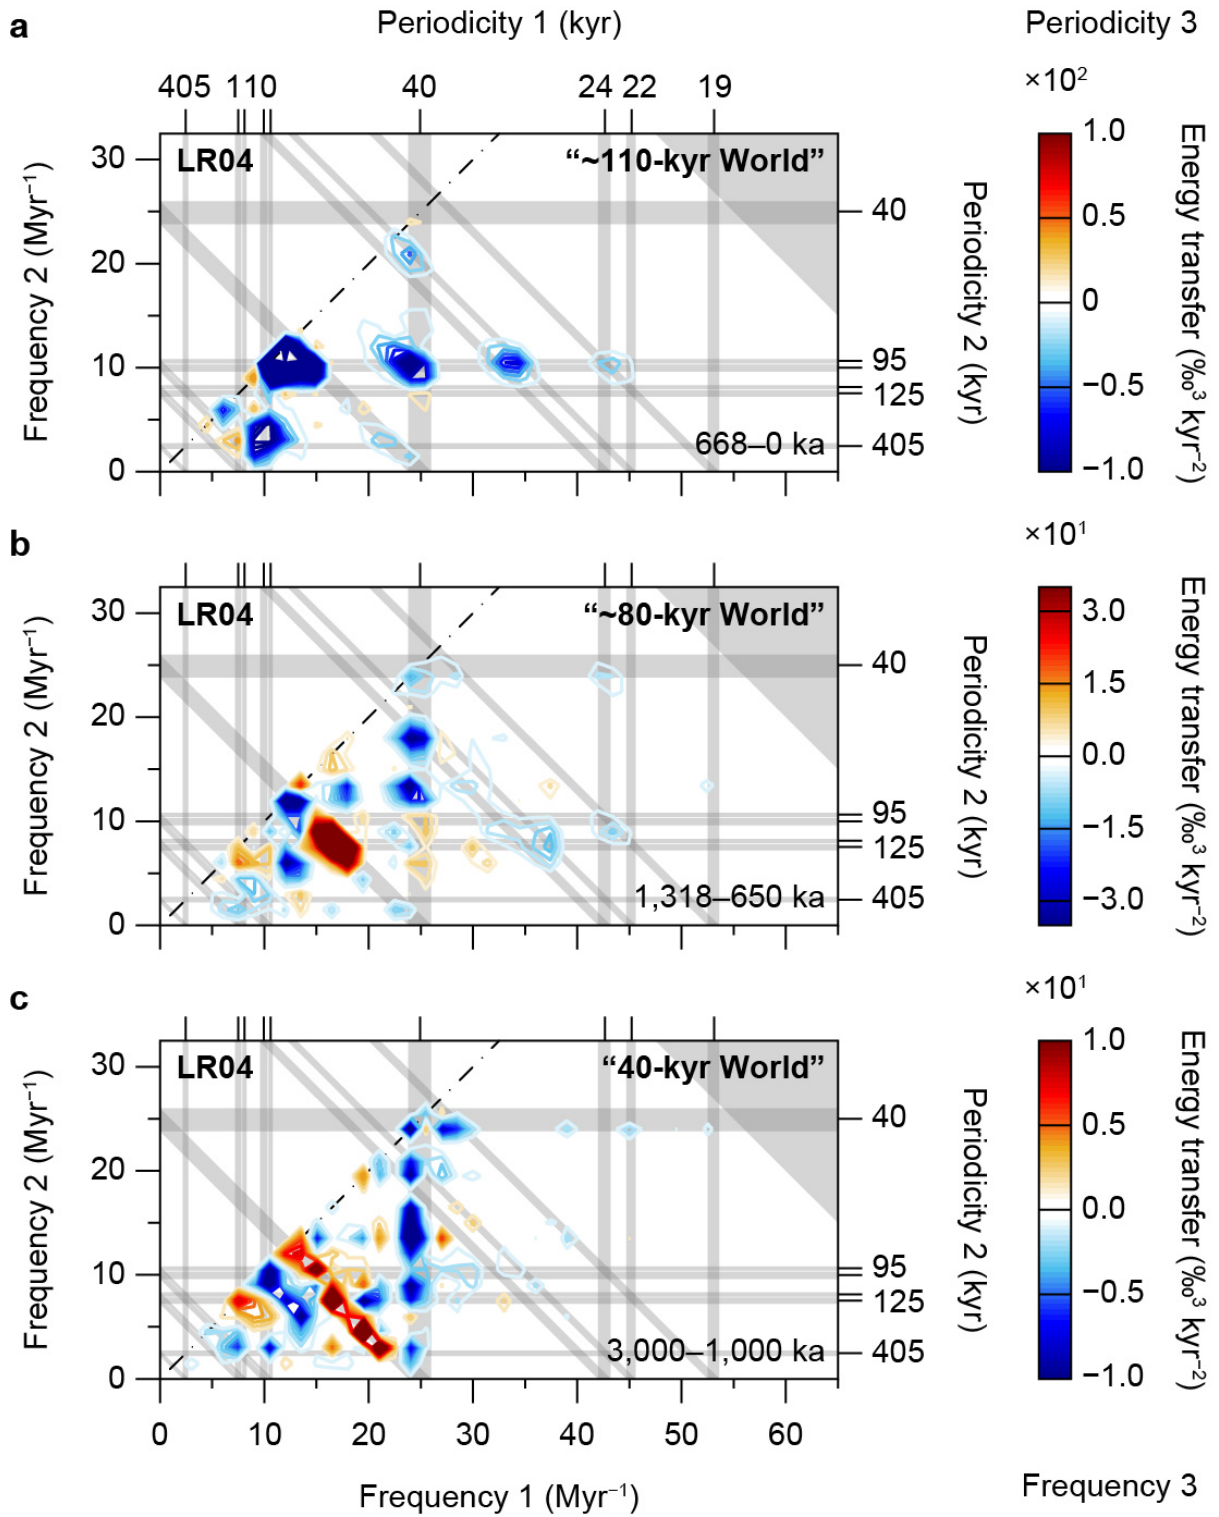 a
Periodicity 1 (kyr)
Periodicity 3
405 110 40 24 22 19
×10²
LR04
“~110-kyr World”
668–0 ka
30
20
10
0
Frequency 2 (Myr⁻¹)
40
95
125
405
Periodicity 2 (kyr)
1.0
0.5
0
−0.5
−1.0
Energy transfer (‰³ kyr⁻²)
b
×10¹
LR04
“~80-kyr World”
1,318–650 ka
30
20
10
0
Frequency 2 (Myr⁻¹)
40
95
125
405
Periodicity 2 (kyr)
3.0
1.5
0.0
−1.5
−3.0
Energy transfer (‰³ kyr⁻²)
c
×10¹
LR04
“40-kyr World”
3,000–1,000 ka
30
20
10
0
Frequency 2 (Myr⁻¹)
40
95
125
405
Periodicity 2 (kyr)
1.0
0.5
0.0
−0.5
−1.0
Energy transfer (‰³ kyr⁻²)
0 10 20 30 40 50 60
Frequency 1 (Myr⁻¹)
Frequency 3